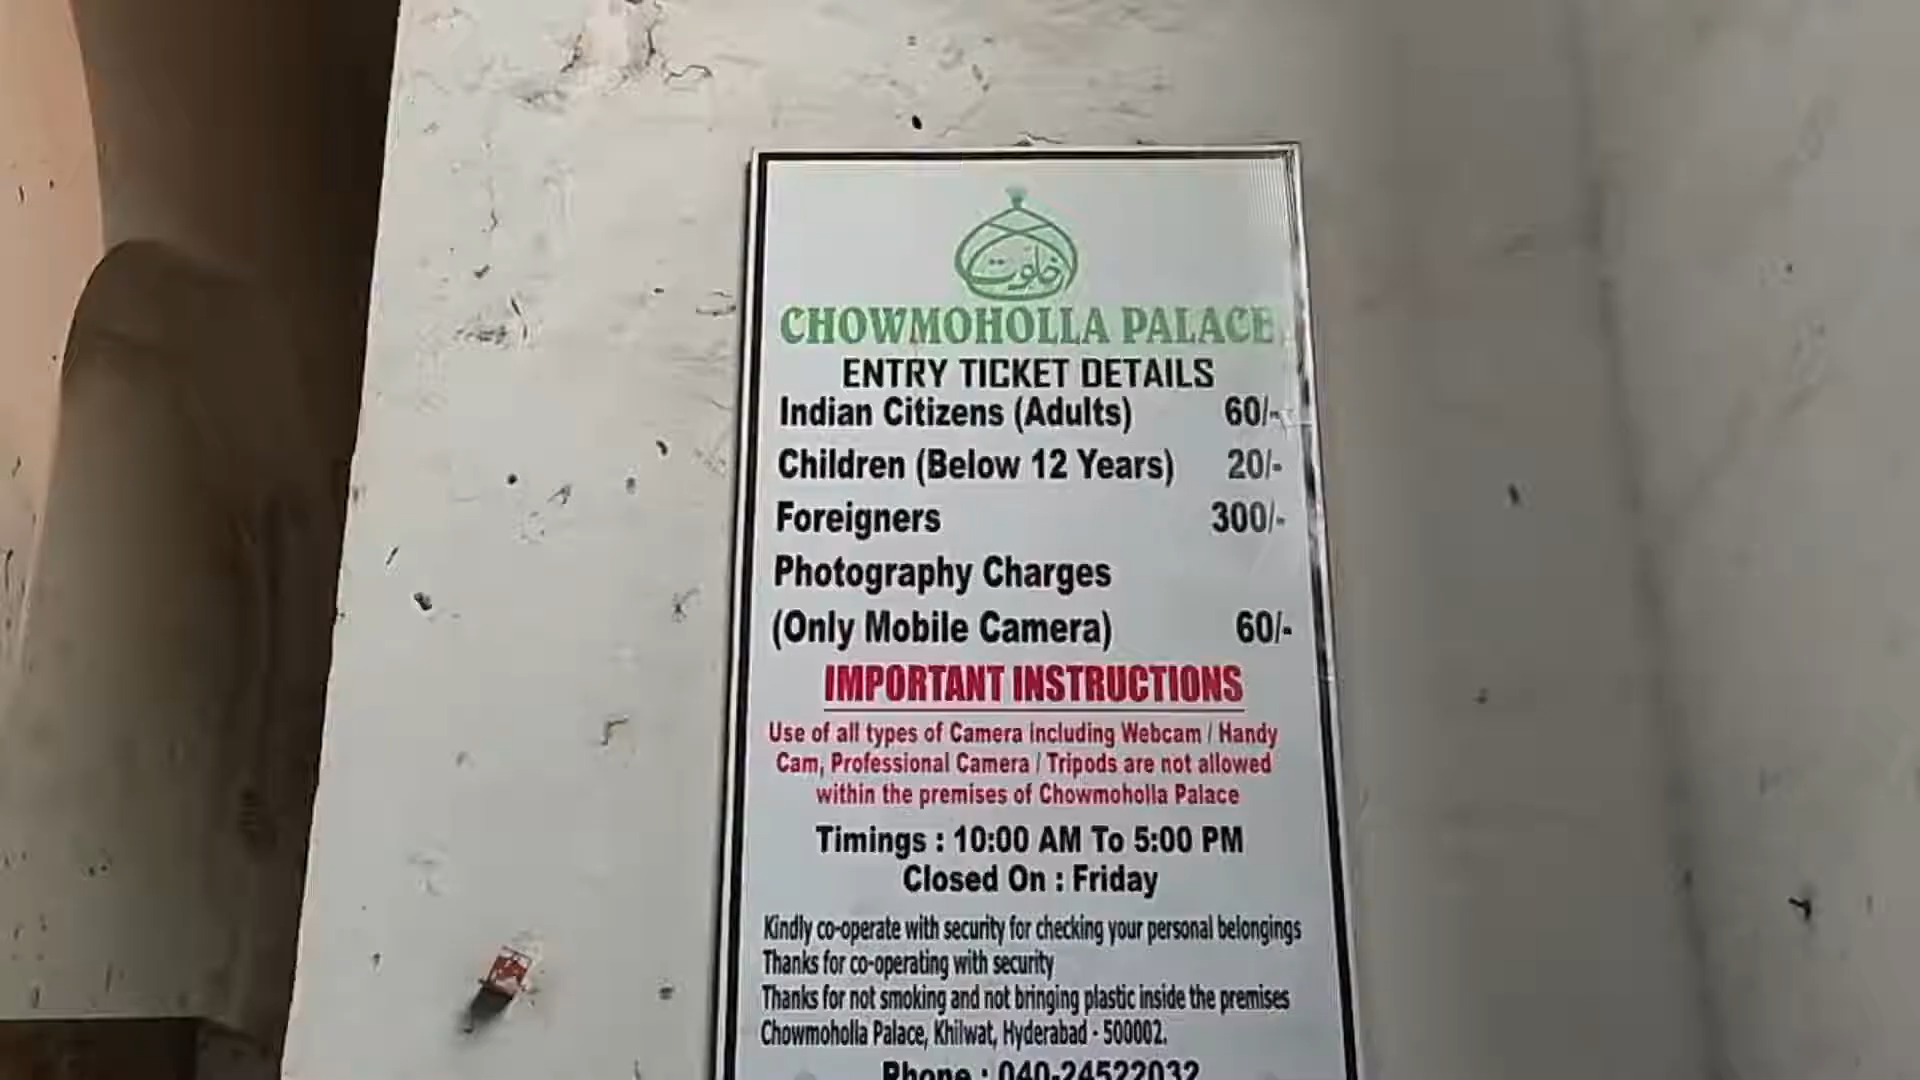 خلوت
CHOWMOHOLLA PALACE
ENTRY TICKET DETAILS
Indian Citizens (Adults) 60/-
Children (Below 12 Years) 20/-
Foreigners 300/-
Photography Charges
(Only Mobile Camera) 60/-
IMPORTANT INSTRUCTIONS
Use of all types of Camera including Webcam / Handy
Cam, Professional Camera / Tripods are not allowed
within the premises of Chowmoholla Palace
Timings : 10:00 AM To 5:00 PM
Closed On : Friday
Kindly co-operate with security for checking your personal belongings
Thanks for co-operating with security
Thanks for not smoking and not bringing plastic inside the premises
Chowmoholla Palace, Khilwat, Hyderabad - 500002.
Phone : 040-24522032